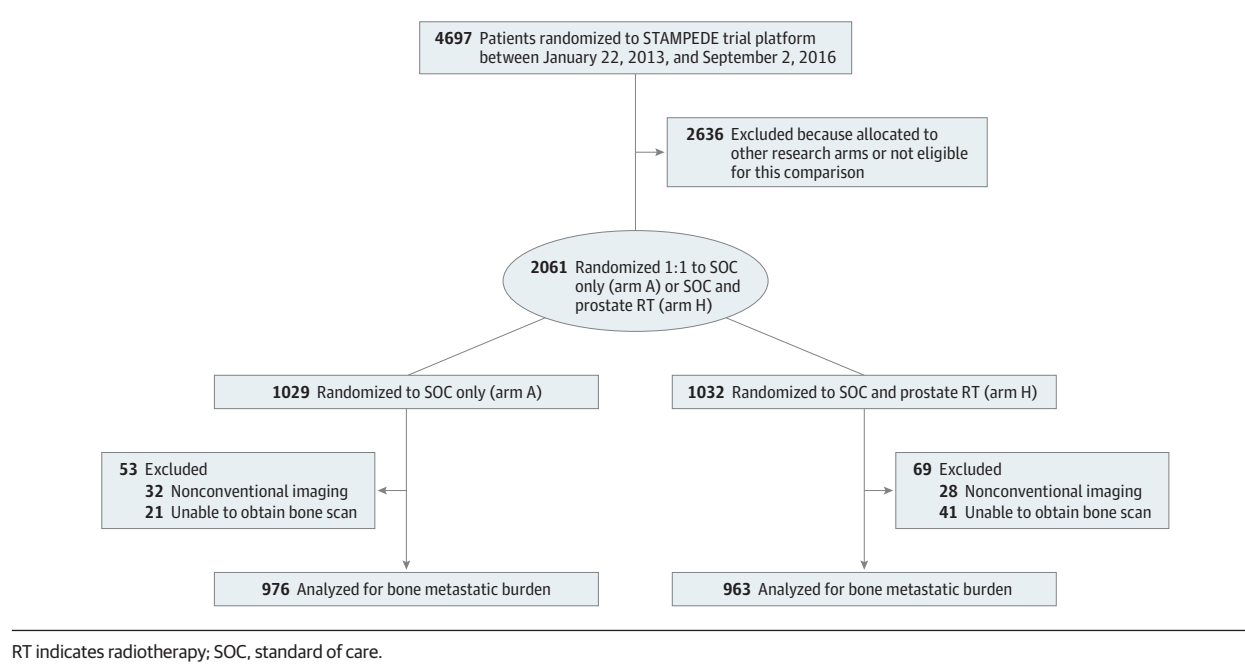 4697 Patients randomized to STAMPEDE trial platform
between January 22, 2013, and September 2, 2016
2636 Excluded because allocated to
other research arms or not eligible
for this comparison
2061 Randomized 1:1 to SOC
only (arm A) or SOC and
prostate RT (arm H)
1029 Randomized to SOC only (arm A)
1032 Randomized to SOC and prostate RT (arm H)
53 Excluded
32 Nonconventional imaging
21 Unable to obtain bone scan
69 Excluded
28 Nonconventional imaging
41 Unable to obtain bone scan
976 Analyzed for bone metastatic burden
963 Analyzed for bone metastatic burden
RT indicates radiotherapy; SOC, standard of care.